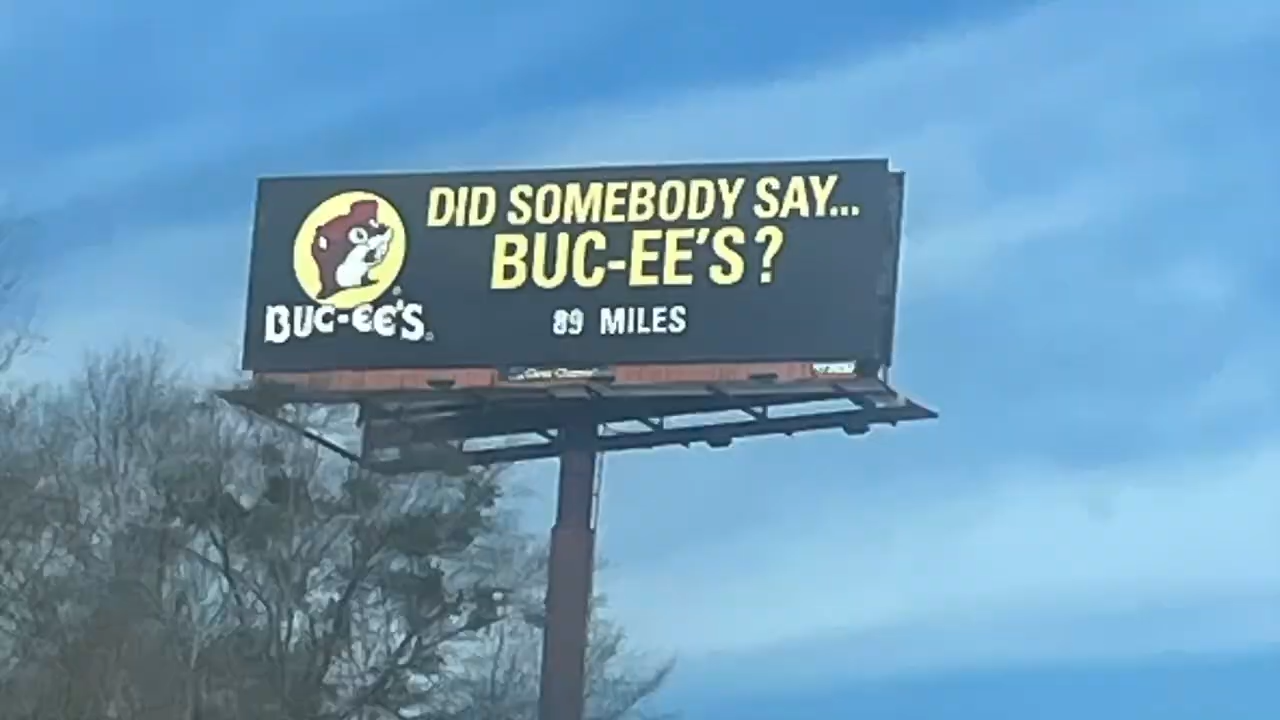 DID SOMEBODY SAY...
BUC-EE'S?
BUC-EE'S
89 MILES